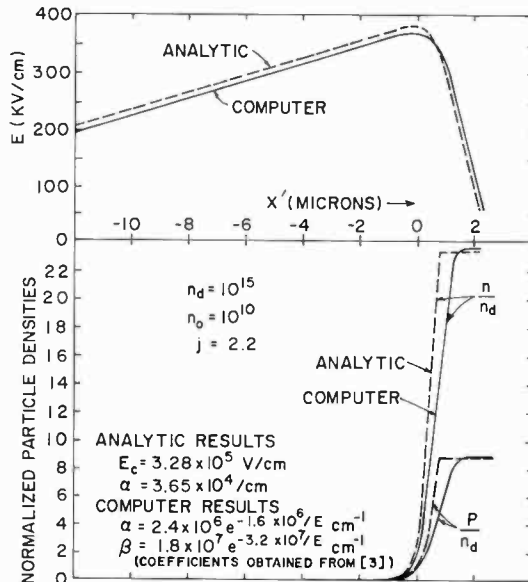 400
300
200
100
0
E (KV/cm)
ANALYTIC
COMPUTER
X' (MICRONS) →
-10 -8 -6 -4 -2 0 2
22
20
18
16
14
12
10
8
6
4
2
0
NORMALIZED PARTICLE DENSITIES
n_d = 10^15
n_o = 10^10
j = 2.2
n/n_d
ANALYTIC
COMPUTER
P/n_d
ANALYTIC RESULTS
E_c = 3.28 x 10^5 V/cm
α = 3.65 x 10^4/cm
COMPUTER RESULTS
α = 2.4 x 10^6 e^-1.6 x 10^6/E cm^-1
β = 1.8 x 10^7 e^-3.2 x 10^7/E cm^-1
(COEFFICIENTS OBTAINED FROM [3])